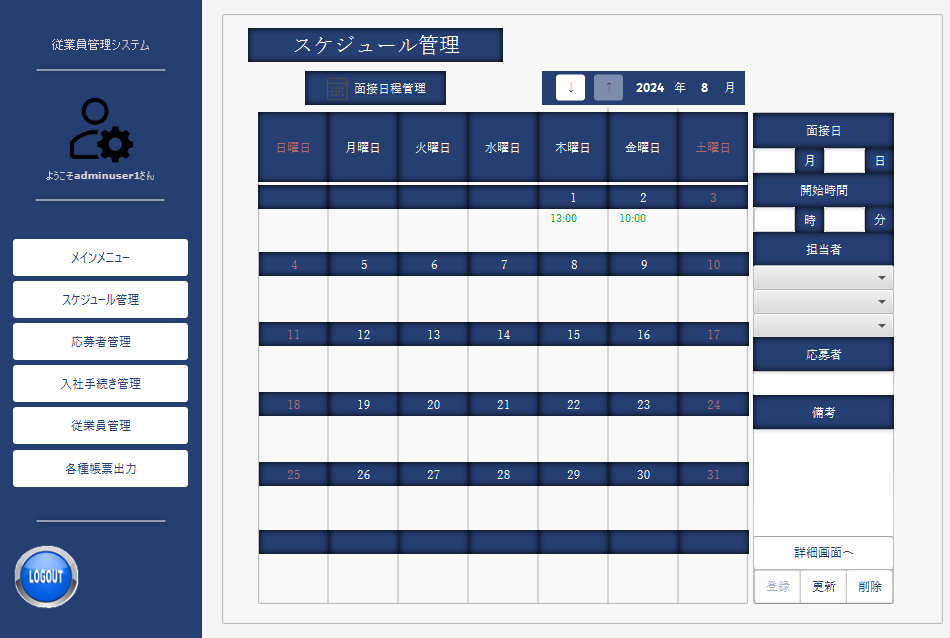 従業員管理システム
ようこそadminuser1さん
メインメニュー
スケジュール管理
応募者管理
入社手続き管理
従業員管理
各種帳票出力
LOGOUT
スケジュール管理
面接日程管理
↓ ↑ 2024 年 8 月
日曜日 月曜日 火曜日 水曜日 木曜日 金曜日 土曜日
1 2 3
13:00 10:00
4 5 6 7 8 9 10
11 12 13 14 15 16 17
18 19 20 21 22 23 24
25 26 27 28 29 30 31
面接日
月 日
開始時間
時 分
担当者
応募者
備考
詳細画面へ
登録 更新 削除